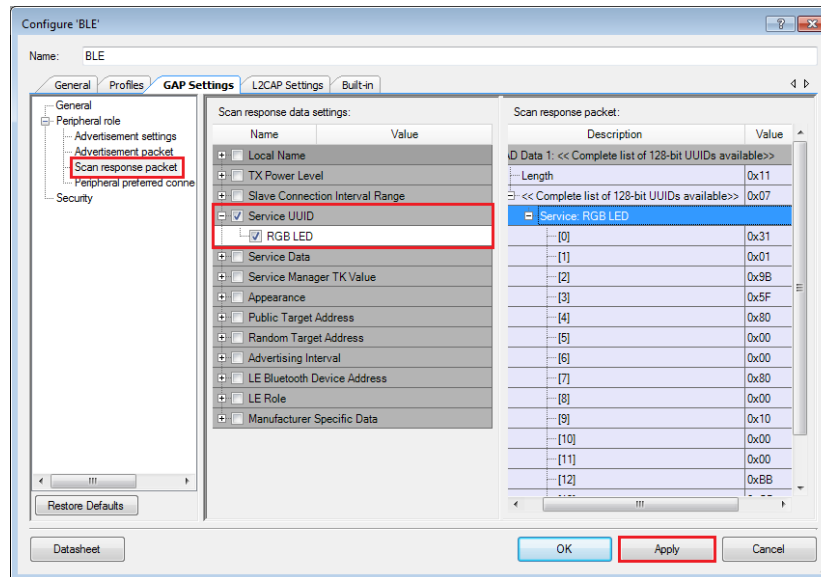 Configure 'BLE'
Name: BLE
General Profiles GAP Settings L2CAP Settings Built-in
General
Peripheral role
Advertisement settings
Advertisement packet
Scan response packet
Peripheral preferred conne
Security
Restore Defaults
Scan response data settings:
Name Value
Local Name
TX Power Level
Slave Connection Interval Range
Service UUID
RGB LED
Service Data
Service Manager TK Value
Appearance
Public Target Address
Random Target Address
Advertising Interval
LE Bluetooth Device Address
LE Role
Manufacturer Specific Data
Scan response packet:
Description Value
D Data 1: << Complete list of 128-bit UUIDs available>>
Length 0x11
<< Complete list of 128-bit UUIDs available>> 0x07
Service: RGB LED
[0] 0x31
[1] 0x01
[2] 0x9B
[3] 0x5F
[4] 0x80
[5] 0x00
[6] 0x00
[7] 0x80
[8] 0x00
[9] 0x10
[10] 0x00
[11] 0x00
[12] 0xBB
Datasheet OK Apply Cancel